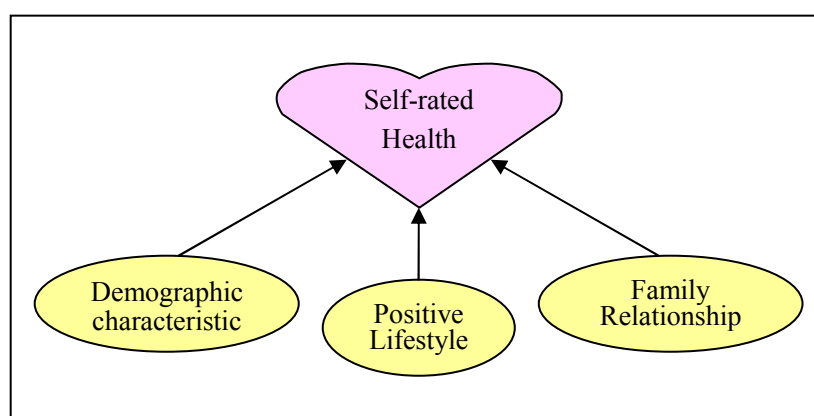 Self-rated
Health
Demographic
characteristic
Positive
Lifestyle
Family
Relationship